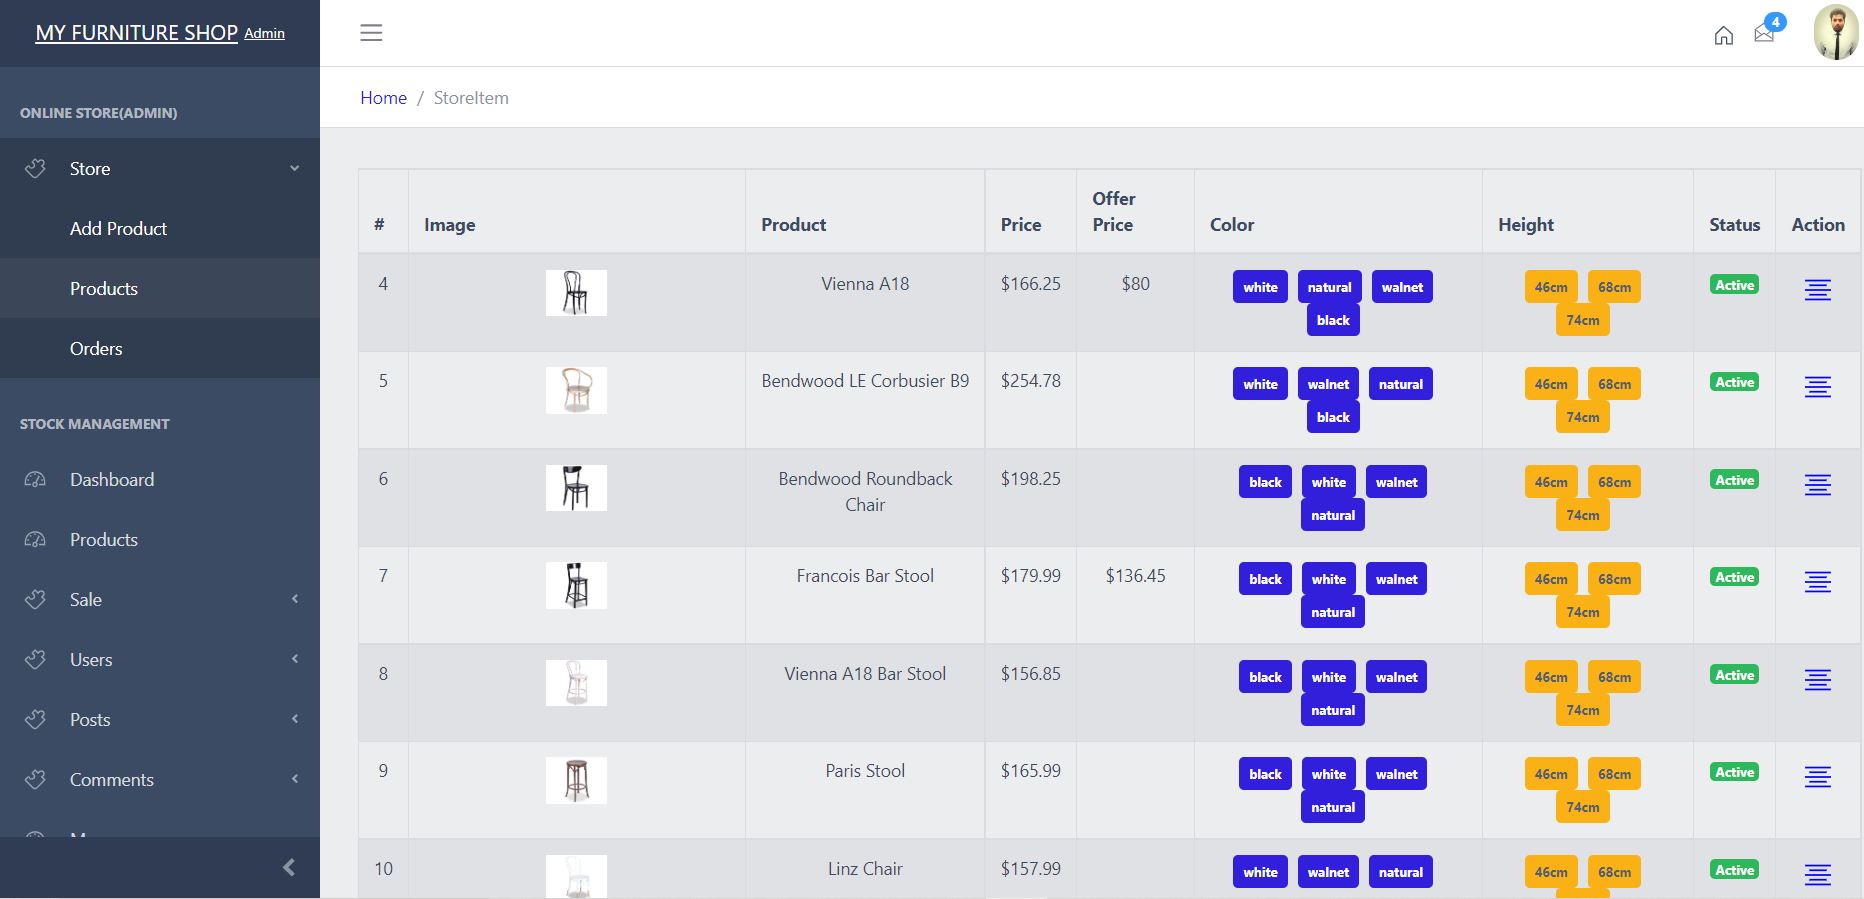 MY FURNITURE SHOP Admin
4
Home / StoreItem
ONLINE STORE(ADMIN)
Store
Add Product
Products
Orders
STOCK MANAGEMENT
Dashboard
Products
Sale
Users
Posts
Comments
# Image Product Price Offer Price Color Height Status Action
4 Vienna A18 $166.25 $80 white natural walnet 46cm 68cm Active
black 74cm
5 Bendwood LE Corbusier B9 $254.78 white walnet natural 46cm 68cm Active
black 74cm
6 Bendwood Roundback $198.25 black white walnet 46cm 68cm Active
Chair natural 74cm
7 Francois Bar Stool $179.99 $136.45 black white walnet 46cm 68cm Active
natural 74cm
8 Vienna A18 Bar Stool $156.85 black white walnet 46cm 68cm Active
natural 74cm
9 Paris Stool $165.99 black white walnet 46cm 68cm Active
natural 74cm
10 Linz Chair $157.99 white walnet natural 46cm 68cm Active